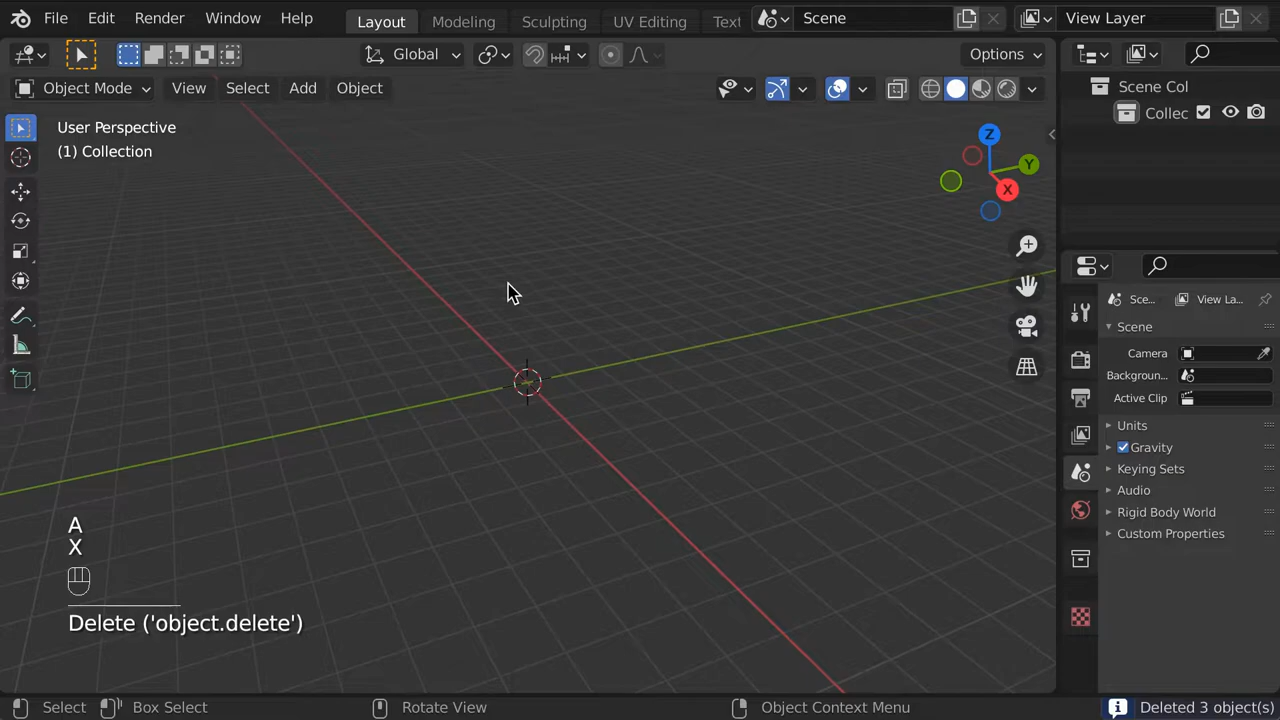 File Edit Render Window Help Layout Modeling Sculpting UV Editing Text Scene View Layer
Global Options
Object Mode View Select Add Object
Scene Col
Collec
User Perspective
(1) Collection
Z
Y
X
Sce... View La...
Scene
Camera
Backgroun...
Active Clip
Units
Gravity
Keying Sets
Audio
Rigid Body World
Custom Properties
A
X
Delete ('object.delete')
Select Box Select Rotate View Object Context Menu Deleted 3 object(s)